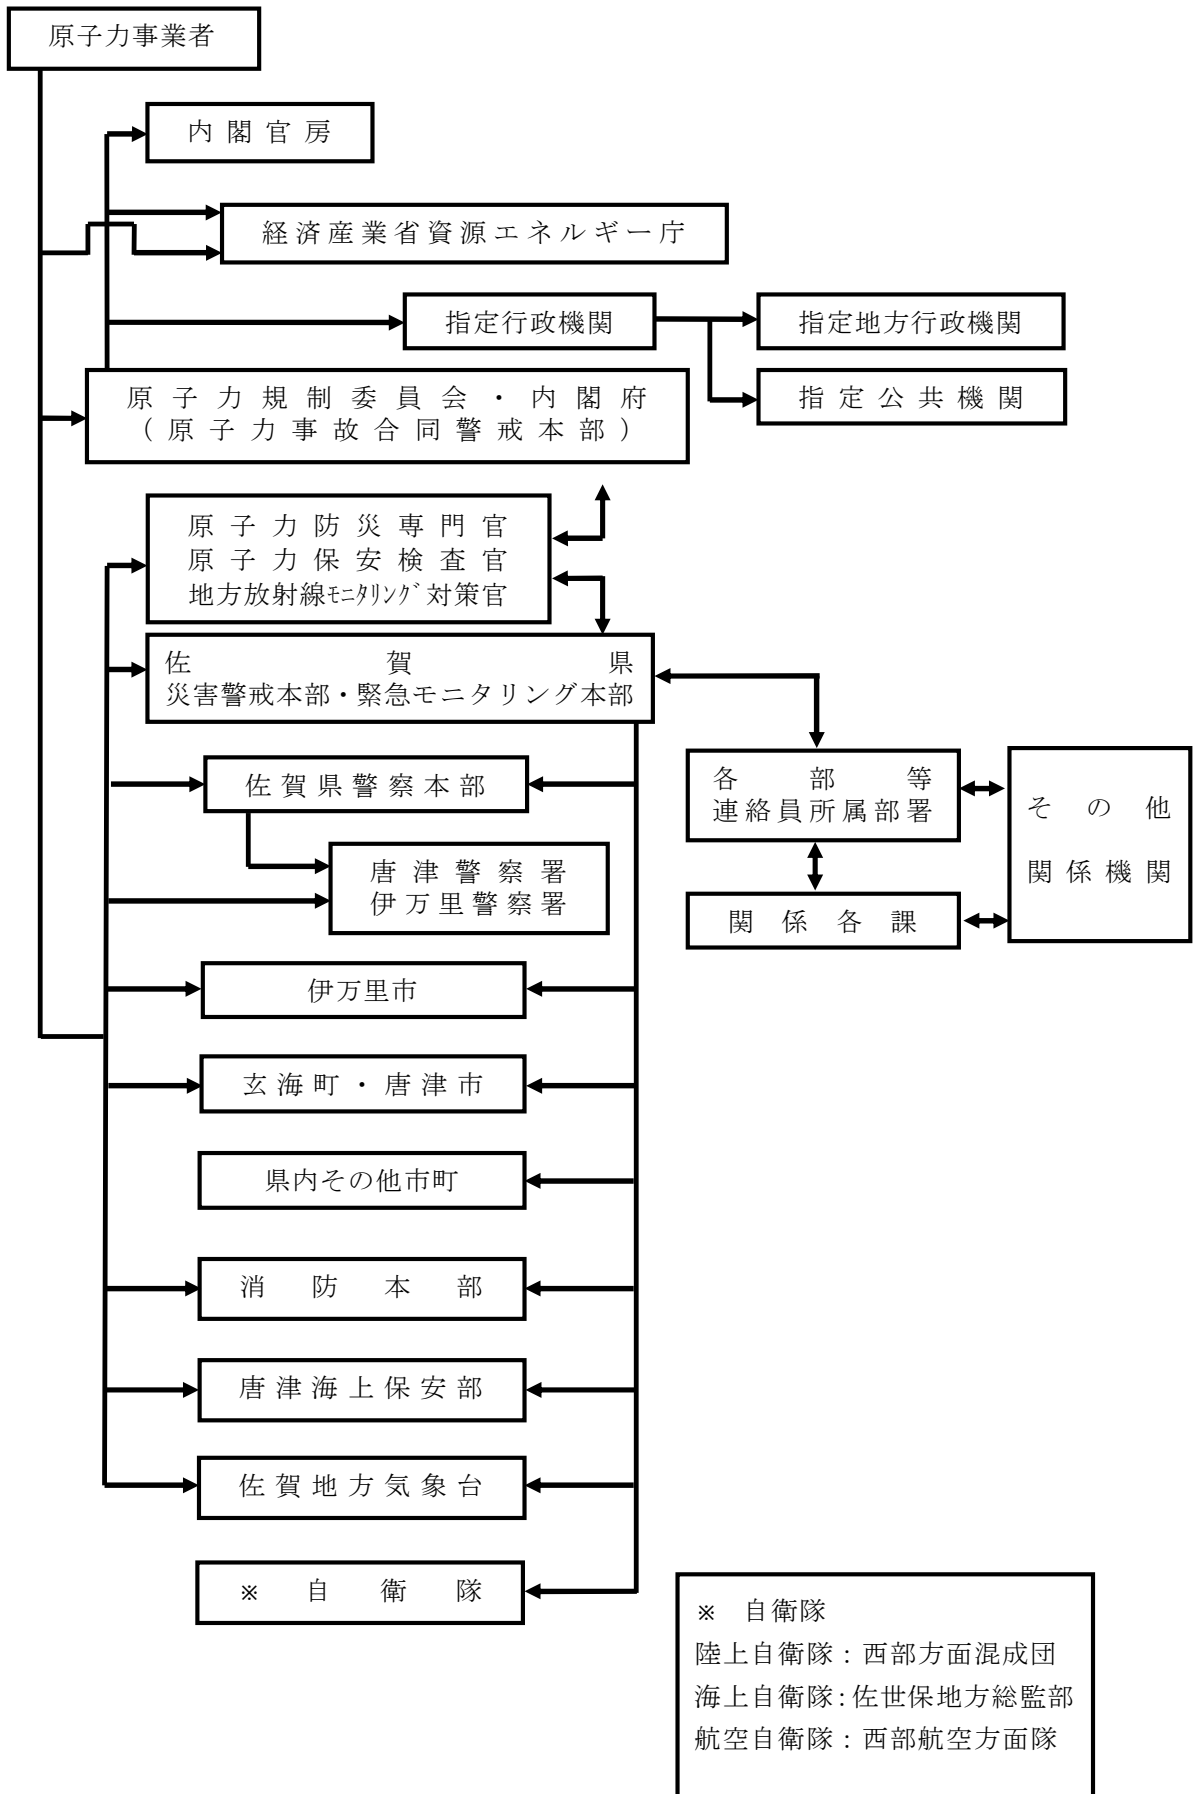 原子力事業者
内閣官房
経済産業省資源エネルギー庁
指定行政機関
指定地方行政機関
指定公共機関
原子力規制委員会・内閣府
（原子力事故合同警戒本部）
原子力防災専門官
原子力保安検査官
地方放射線ﾓﾆﾀﾘﾝｸﾞ対策官
佐賀県
災害警戒本部・緊急モニタリング本部
佐賀県警察本部
唐津警察署
伊万里警察署
各部等
連絡員所属部署
関係各課
その他
関係機関
伊万里市
玄海町・唐津市
県内その他市町
消防本部
唐津海上保安部
佐賀地方気象台
※　自衛隊
※　自衛隊
陸上自衛隊：西部方面混成団
海上自衛隊：佐世保地方総監部
航空自衛隊：西部航空方面隊